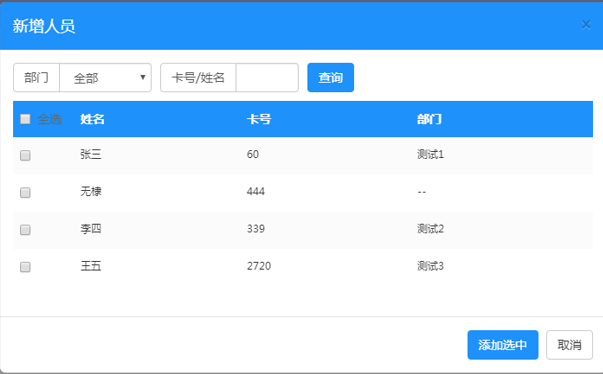 新增人员 ×
部门 全部 卡号/姓名 查询
全选 姓名 卡号 部门
张三 60 测试1
无棣 444 --
李四 339 测试2
王五 2720 测试3
添加选中 取消